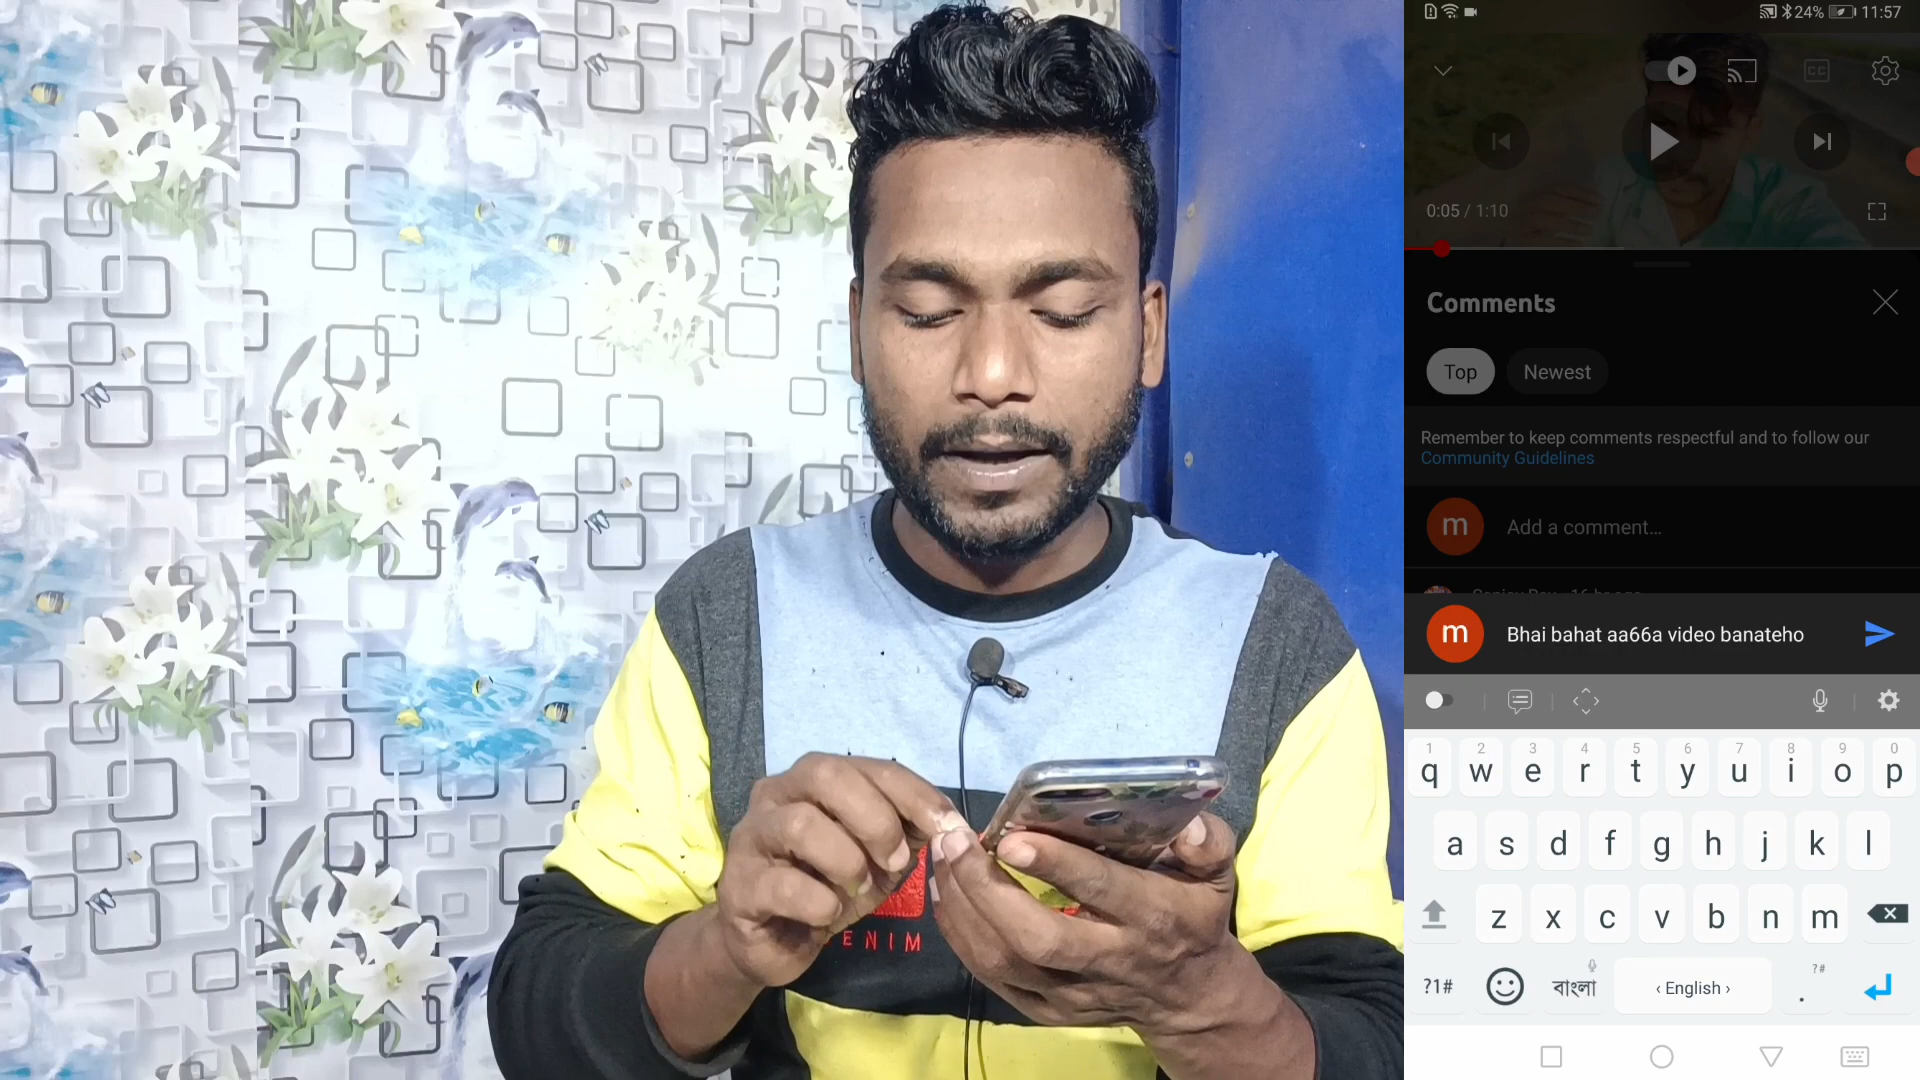 24% 11:57
CC
0:05 / 1:10
Comments
Top Newest
Remember to keep comments respectful and to follow our
Community Guidelines
m Add a comment...
m Bhai bahat aa66a video banateho
1 2 3 4 5 6 7 8 9 0
q w e r t y u i o p
a s d f g h j k l
z x c v b n m
?#
?1# বাংলা ‹ English › .
ENIM